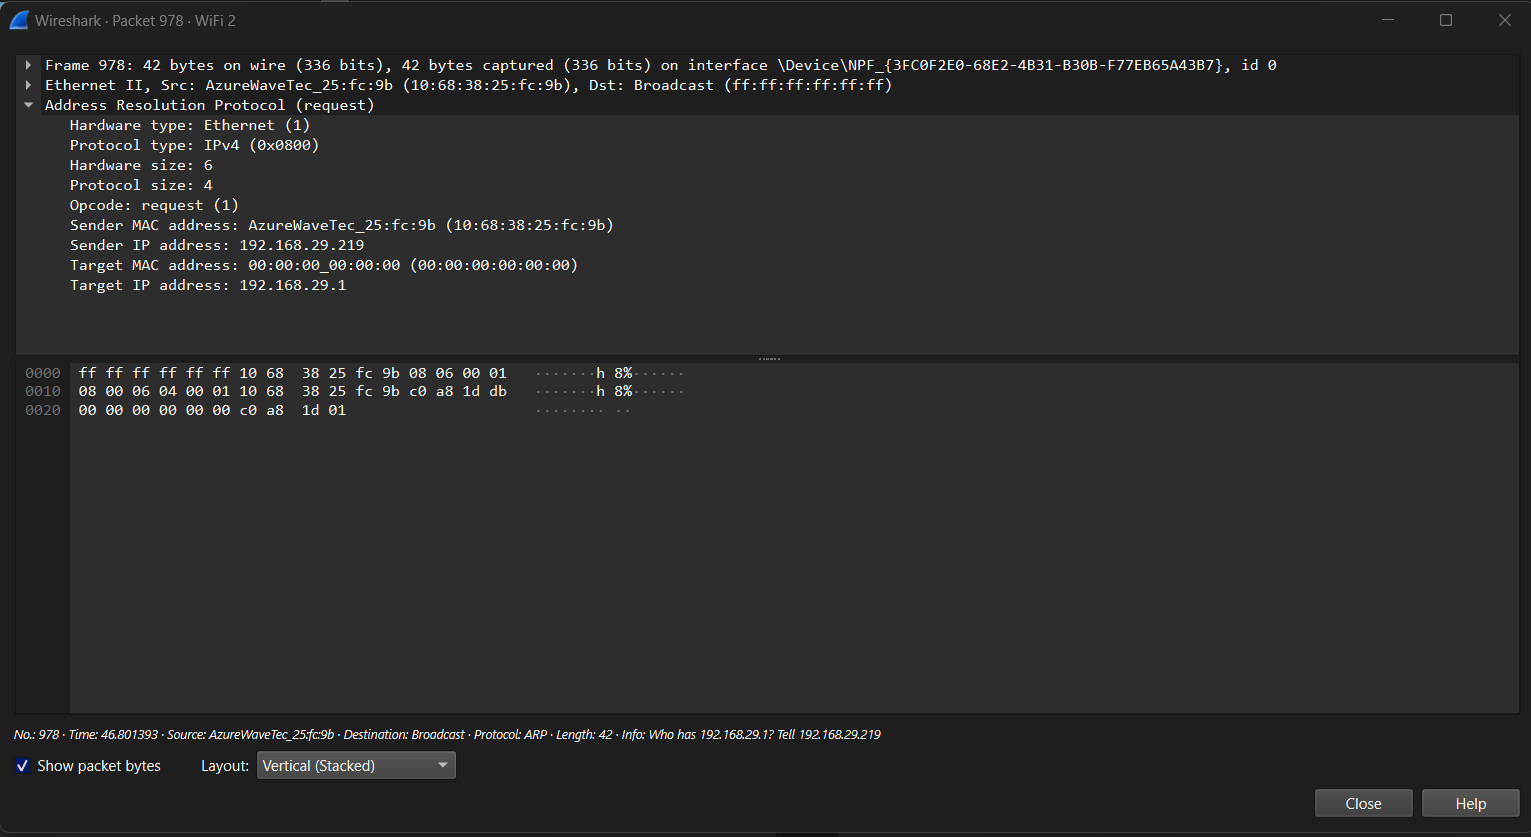 Wireshark · Packet 978 · WiFi 2
Frame 978: 42 bytes on wire (336 bits), 42 bytes captured (336 bits) on interface \Device\NPF_{3FC0F2E0-68E2-4B31-B30B-F77EB65A43B7}, id 0
Ethernet II, Src: AzureWaveTec_25:fc:9b (10:68:38:25:fc:9b), Dst: Broadcast (ff:ff:ff:ff:ff:ff)
Address Resolution Protocol (request)
Hardware type: Ethernet (1)
Protocol type: IPv4 (0x0800)
Hardware size: 6
Protocol size: 4
Opcode: request (1)
Sender MAC address: AzureWaveTec_25:fc:9b (10:68:38:25:fc:9b)
Sender IP address: 192.168.29.219
Target MAC address: 00:00:00_00:00:00 (00:00:00:00:00:00)
Target IP address: 192.168.29.1
0000 ff ff ff ff ff ff 10 68 38 25 fc 9b 08 06 00 01 ·······h 8%······
0010 08 00 06 04 00 01 10 68 38 25 fc 9b c0 a8 1d db ·······h 8%······
0020 00 00 00 00 00 00 c0 a8 1d 01 ········ ··
No.: 978 · Time: 46.801393 · Source: AzureWaveTec_25:fc:9b · Destination: Broadcast · Protocol: ARP · Length: 42 · Info: Who has 192.168.29.1? Tell 192.168.29.219
Show packet bytes Layout: Vertical (Stacked)
Close Help